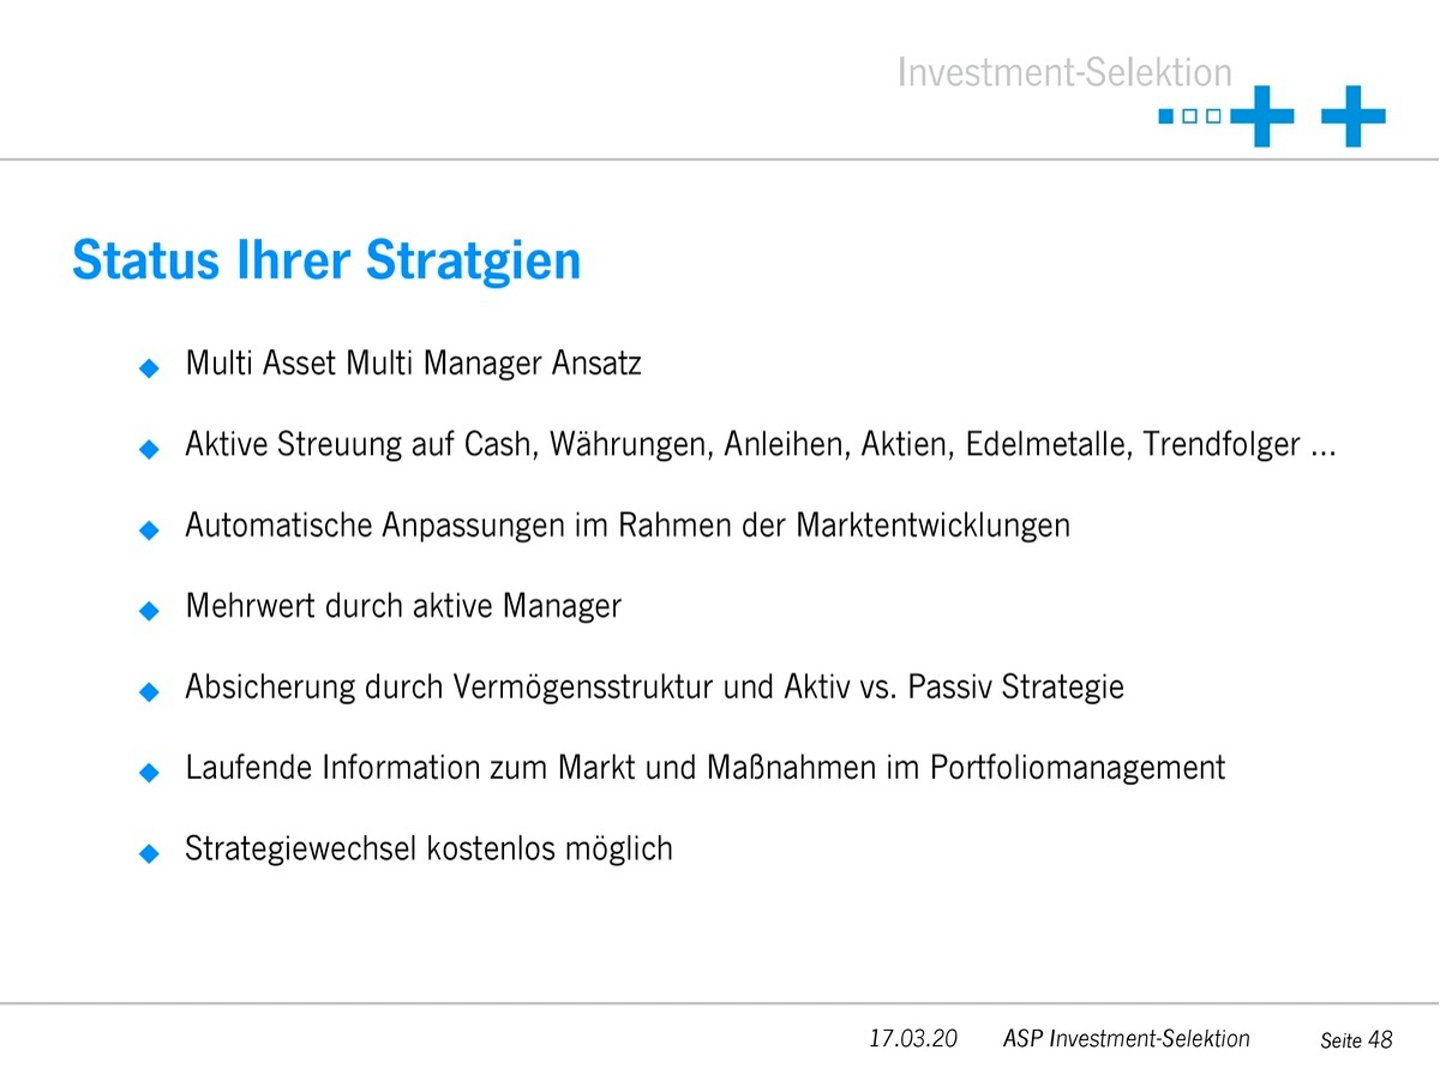 Investment-Selektion
Status Ihrer Stratgien
Multi Asset Multi Manager Ansatz
Aktive Streuung auf Cash, Währungen, Anleihen, Aktien, Edelmetalle, Trendfolger ...
Automatische Anpassungen im Rahmen der Marktentwicklungen
Mehrwert durch aktive Manager
Absicherung durch Vermögensstruktur und Aktiv vs. Passiv Strategie
Laufende Information zum Markt und Maßnahmen im Portfoliomanagement
Strategiewechsel kostenlos möglich
17.03.20 ASP Investment-Selektion Seite 48